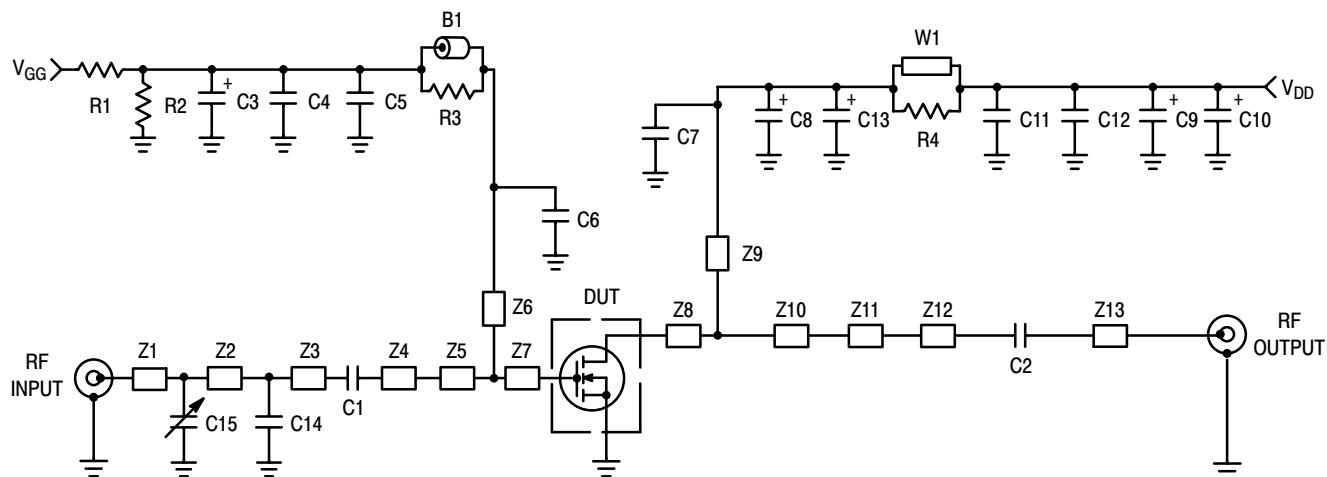 B1
W1
V_GG
V_DD
R1
R2
+
C3
C4
C5
R3
+
C8
+
C13
R4
C11
C12
+
C9
+
C10
C7
C6
Z9
Z6
DUT
Z8
Z10
Z11
Z12
Z13
RF
OUTPUT
C2
RF
INPUT
Z1
Z2
Z3
Z4
Z5
Z7
C1
C15
C14